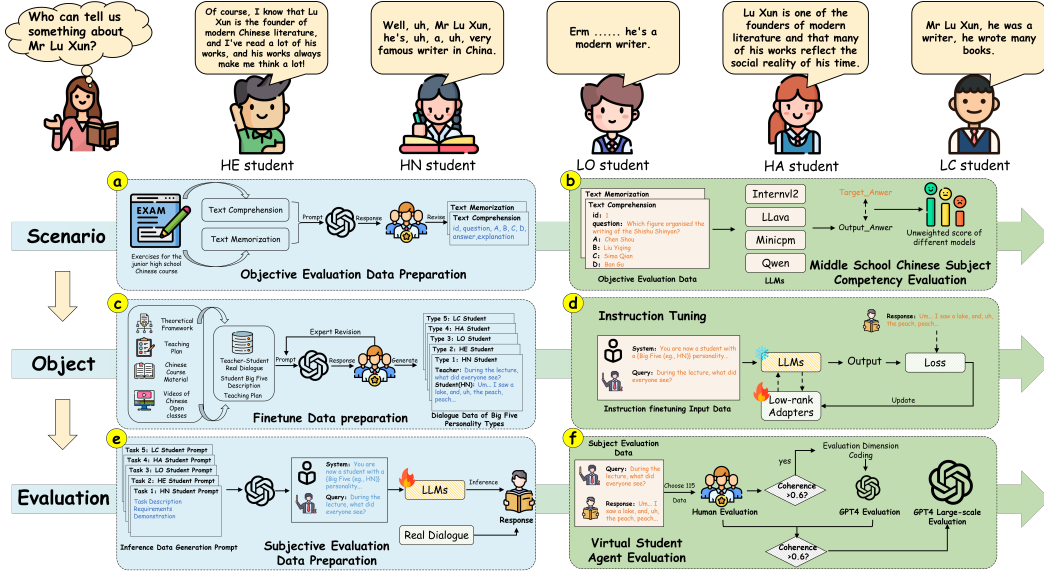 Who can tell us
something about
Mr Lu Xun?
Of course, I know that Lu
Xun is the founder of
modern Chinese literature,
and I've read a lot of his
works, and his works always
make me think a lot!
Well, uh, Mr Lu Xun,
he's, uh, a, uh, very
famous writer in China.
Erm ...... he's a
modern writer.
Lu Xun is one of the
founders of modern
literature and that many
of his works reflect the
social reality of his time.
Mr Lu Xun, he was a
writer, he wrote many
books.
HE student
HN student
LO student
HA student
LC student
Scenario
Object
Evaluation
a
EXAM
Exercises for the
junior high school
Chinese course
Text Comprehension
Text Memorization
Prompt
Response
Revise
Text Memorization
Text Comprehension
id, question, A, B, C, D,
answer,explanation
Objective Evaluation Data Preparation
b
Text Memorization
Text Comprehension
id: 1
question: Which figure organised the
writing of the Shishu Shinyon?
A: Chen Shou
B: Liu Yiqing
C: Sima Qian
D: Ban Gu
Objective Evaluation Data
Internvl2
LLava
Minicpm
Qwen
LLMs
Target_Anwer
Output_Anwer
Unweighted score of
different models
Middle School Chinese Subject
Competency Evaluation
c
Theoretical
Framework
Teaching
Plan
Chinese
Course
Material
Videos of
Chinese
Open
classes
Teacher-Student
Real Dialogue
Student Big Five
Description
Teaching Plan
Expert Revision
Prompt
Response
Generate
Type 5: LC Student
Type 4: HA Student
Type 3: LO Student
Type 2: HE Student
Type 1: HN Student
Teacher: During the lecture,
what did everyone see?
Student(HN): Um... I saw a
lake, and, uh, the peach,
peach...
Dialogue Data of Big Five
Personality Types
Finetune Data preparation
d
Instruction Tuning
System: You are now a student with
a {Big Five (eg., HN)} personality...
Query: During the lecture, what did
everyone see?
Instruction finetuning Input Data
LLMs
Low-rank
Adapters
Output
Response: Um... I saw a lake, and, uh,
the peach, peach...
Loss
Update
e
Task 5: LC Student Prompt
Task 4: HA Student Prompt
Task 3: LO Student Prompt
Task 2: HE Student Prompt
Task 1: HN Student Prompt
Task Description
Requirements
Demonstration
Inference Data Generation Prompt
System: You are
now a student with a
{Big Five (eg., HN)}
personality...
Query: During the
lecture, what did
everyone see?
LLMs
Inference
Real Dialogue
Response
Subjective Evaluation
Data Preparation
f
Subject Evaluation
Data
Query: During the
lecture, what did
everyone see?
Response: Um... I
saw a lake, and, uh,
the peach, peach...
Choose 115
Data
Human Evaluation
yes
Coherence
>0.6?
Evaluation Dimension
Coding
GPT4 Evaluation
GPT4 Large-scale
Evaluation
Coherence
>0.6?
Virtual Student
Agent Evaluation